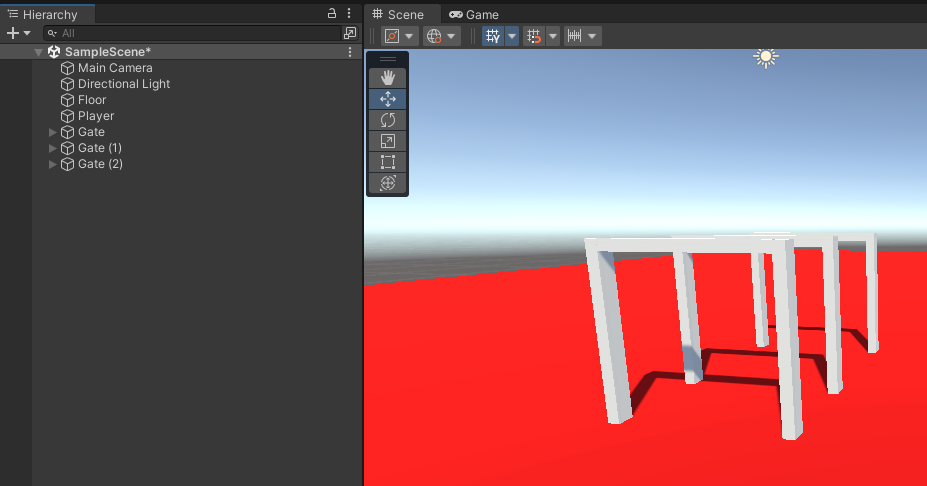 Hierarchy
Scene
Game
All
SampleScene*
Main Camera
Directional Light
Floor
Player
Gate
Gate (1)
Gate (2)